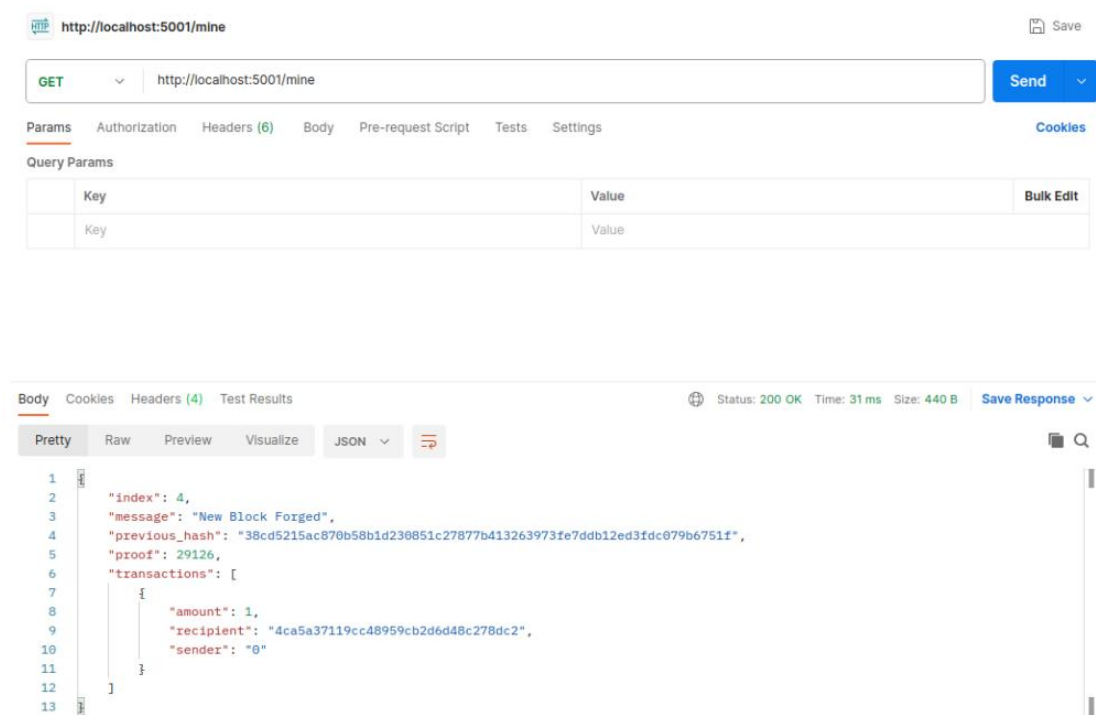 HTTP http://localhost:5001/mine Save
GET http://localhost:5001/mine Send
Params Authorization Headers (6) Body Pre-request Script Tests Settings Cookies
Query Params
Key Value Bulk Edit
Key Value
Body Cookies Headers (4) Test Results Status: 200 OK Time: 31 ms Size: 440 B Save Response
Pretty Raw Preview Visualize JSON
1 {
2 "index": 4,
3 "message": "New Block Forged",
4 "previous_hash": "38cd5215ac870b58b1d230851c27877b413263973fe7ddb12ed3fdc079b6751f",
5 "proof": 29126,
6 "transactions": [
7 {
8 "amount": 1,
9 "recipient": "4ca5a37119cc48959cb2d6d48c278dc2",
10 "sender": "0"
11 }
12 ]
13 }